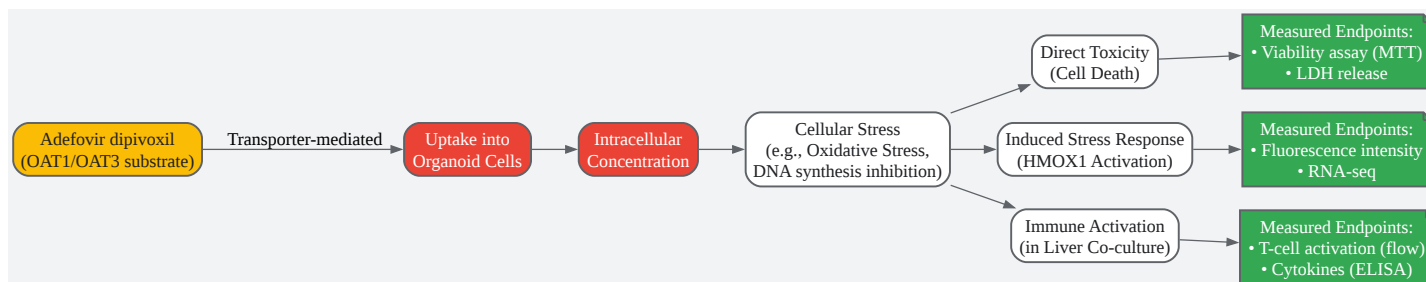 Adefovir dipivoxil
(OAT1/OAT3 substrate)
Transporter-mediated
Uptake into
Organoid Cells
Intracellular
Concentration
Cellular Stress
(e.g., Oxidative Stress,
DNA synthesis inhibition)
Direct Toxicity
(Cell Death)
Measured Endpoints:
• Viability assay (MTT)
• LDH release
Induced Stress Response
(HMOX1 Activation)
Measured Endpoints:
• Fluorescence intensity
• RNA-seq
Immune Activation
(in Liver Co-culture)
Measured Endpoints:
• T-cell activation (flow)
• Cytokines (ELISA)